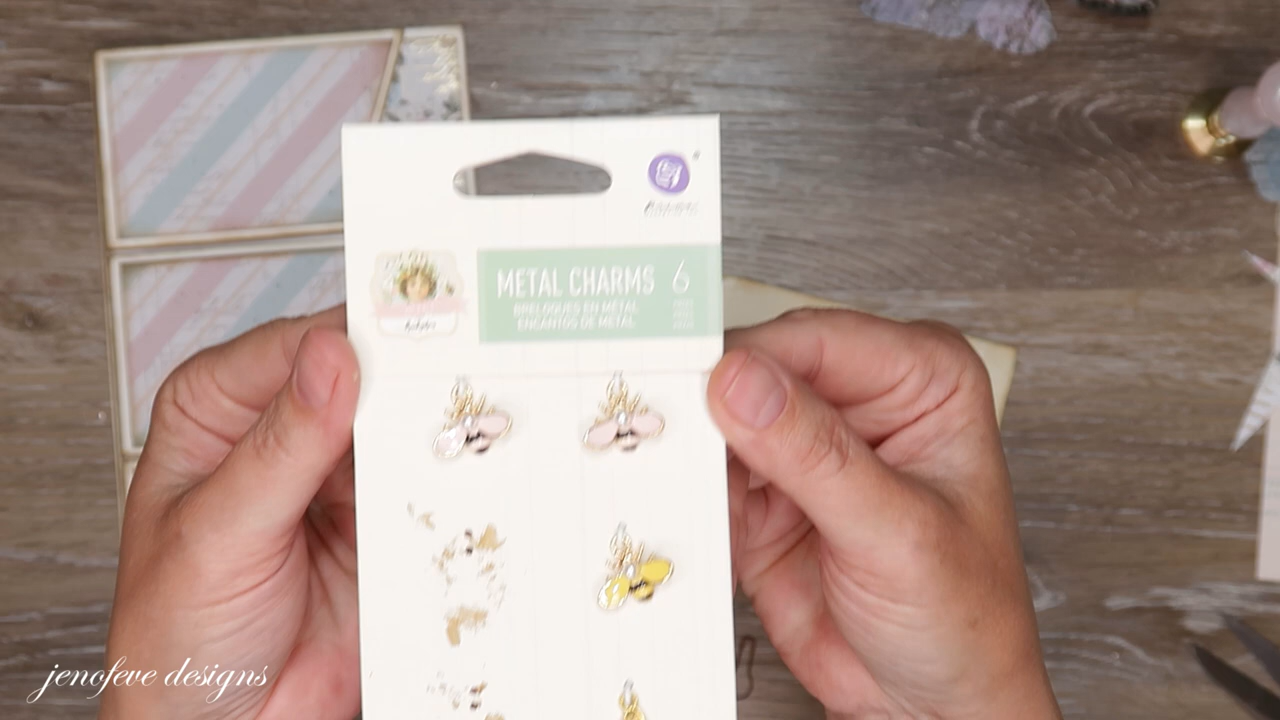 METAL CHARMS 6
BRELOQUES EN MÉTAL
ENCANTOS DE METAL
jenofeve designs